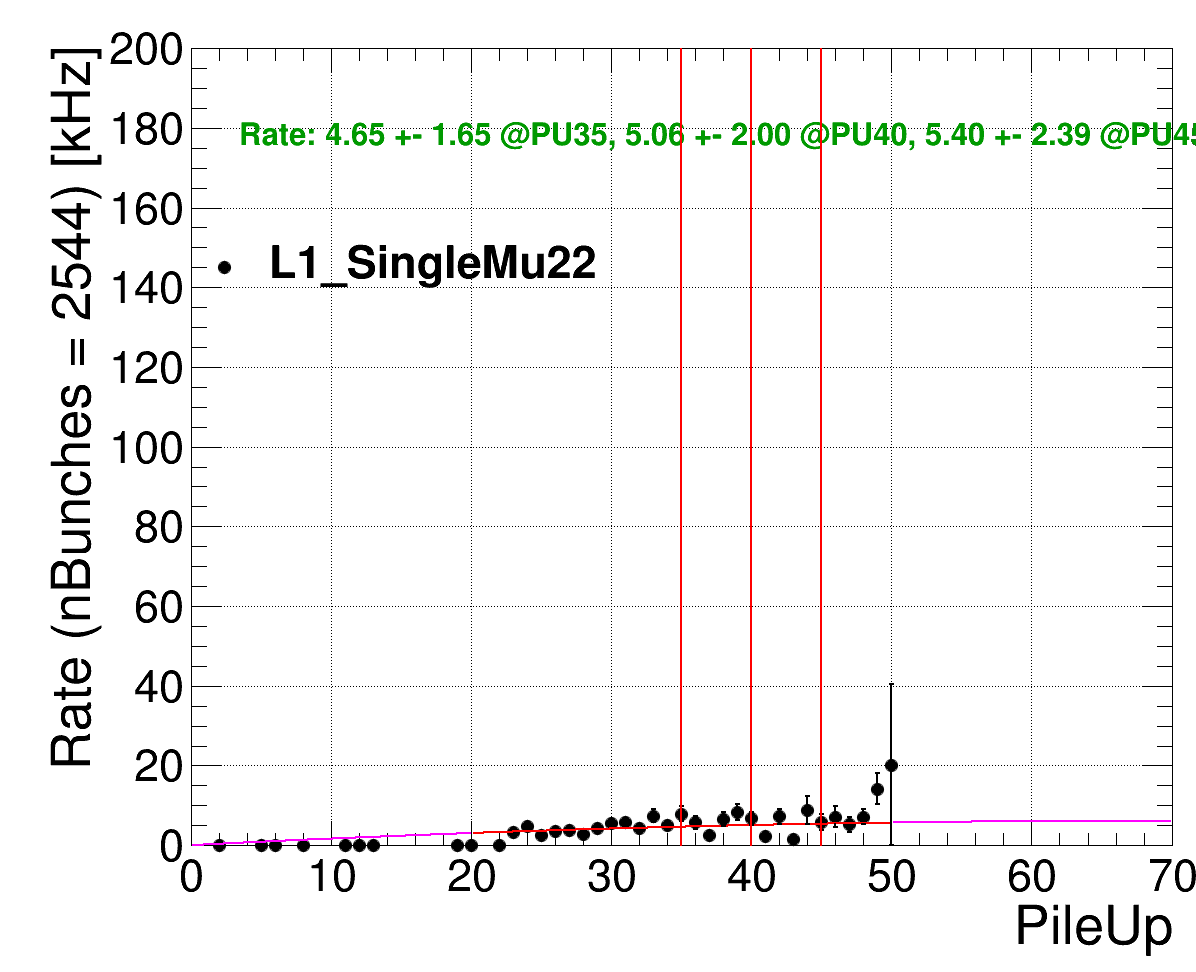 200
180
160
140
120
100
80
60
40
20
0
Rate (nBunches = 2544) [kHz]
Rate: 4.65 +- 1.65 @PU35, 5.06 +- 2.00 @PU40, 5.40 +- 2.39 @PU45
L1_SingleMu22
0 10 20 30 40 50 60 70
PileUp